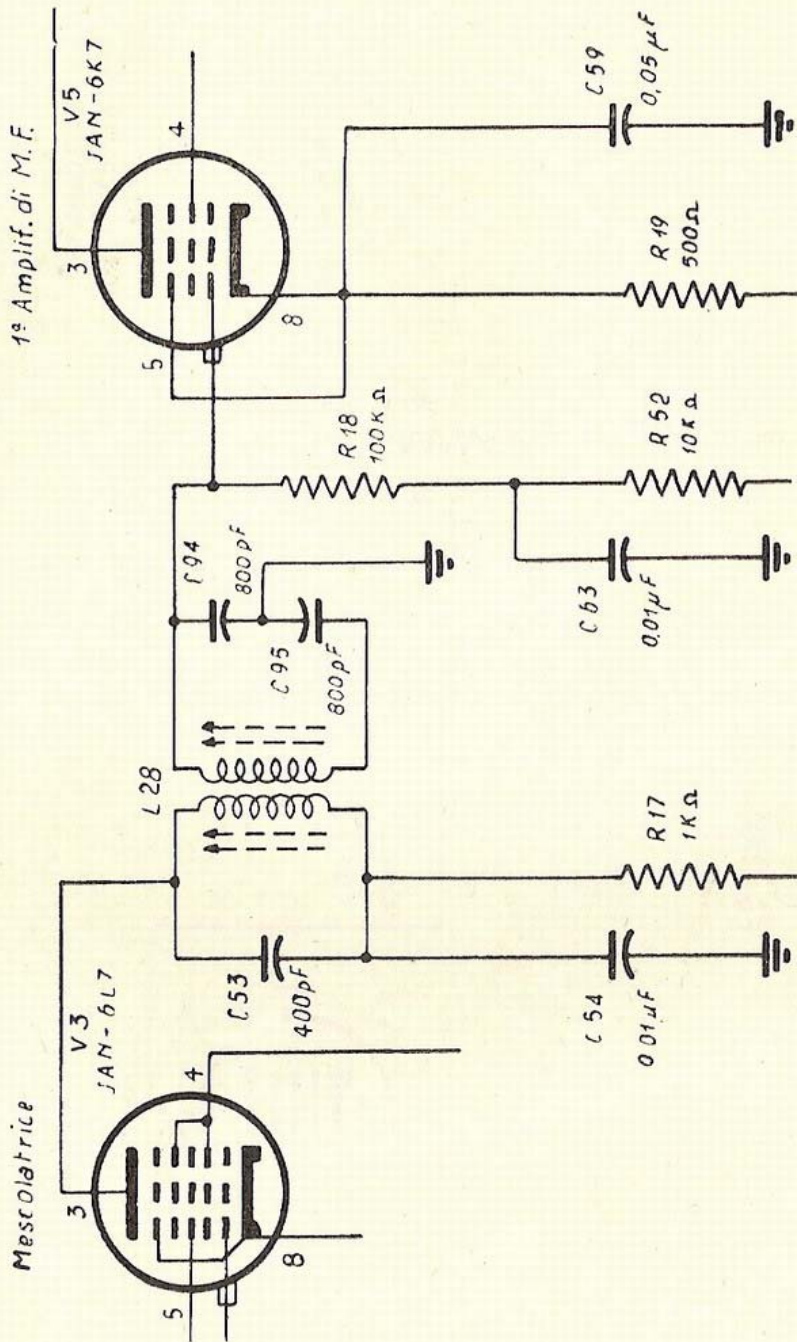 Mescolatrice
V3
JAN-6L7
3
4
5
8
C53
400pF
L28
C54
0,01µF
R17
1KΩ
C94
800pF
C95
800pF
R18
100KΩ
C63
0,01µF
R52
10KΩ
1ª Amplif. di M.F.
V5
JAN-6K7
3
4
5
8
R19
500Ω
C59
0,05µF